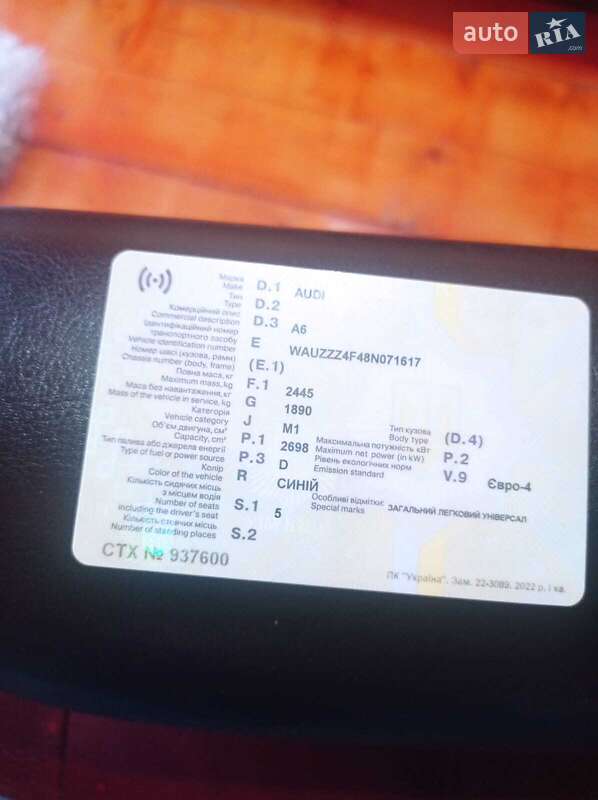 auto RIA.com
Марка
Make D.1 AUDI
Тип
Type D.2
Комерційний опис
Commercial description D.3 A6
Ідентифікаційний номер
транспортного засобу
Vehicle identification number E WAUZZZ4F48N071617
Номер шасі (кузова, рами)
Chassis number (body, frame) (E.1)
Повна маса, кг
Maximum mass, kg F.1 2445
Маса без навантаження, кг
Mass of the vehicle in service, kg G 1890
Категорія
Vehicle category J M1
Об'єм двигуна, см³
Capacity, cm³ P.1 2698
Тип палива або джерела енергії
Type of fuel or power source P.3 D
Колір
Color of the vehicle R СИНІЙ
Кількість сидячих місць
з місцем водія
Number of seats
including the driver's seat S.1 5
Кількість стоячих місць
Number of standing places S.2
Тип кузова
Body type (D.4)
Максимальна потужність кВт
Maximum net power (in kW) P.2
Рівень екологічних норм
Emission standard V.9 Євро-4
Особливі відмітки:
Special marks ЗАГАЛЬНИЙ ЛЕГКОВИЙ УНІВЕРСАЛ
СТХ № 937600
ПК "Україна". Зам. 22-3089. 2022 р. І кв.